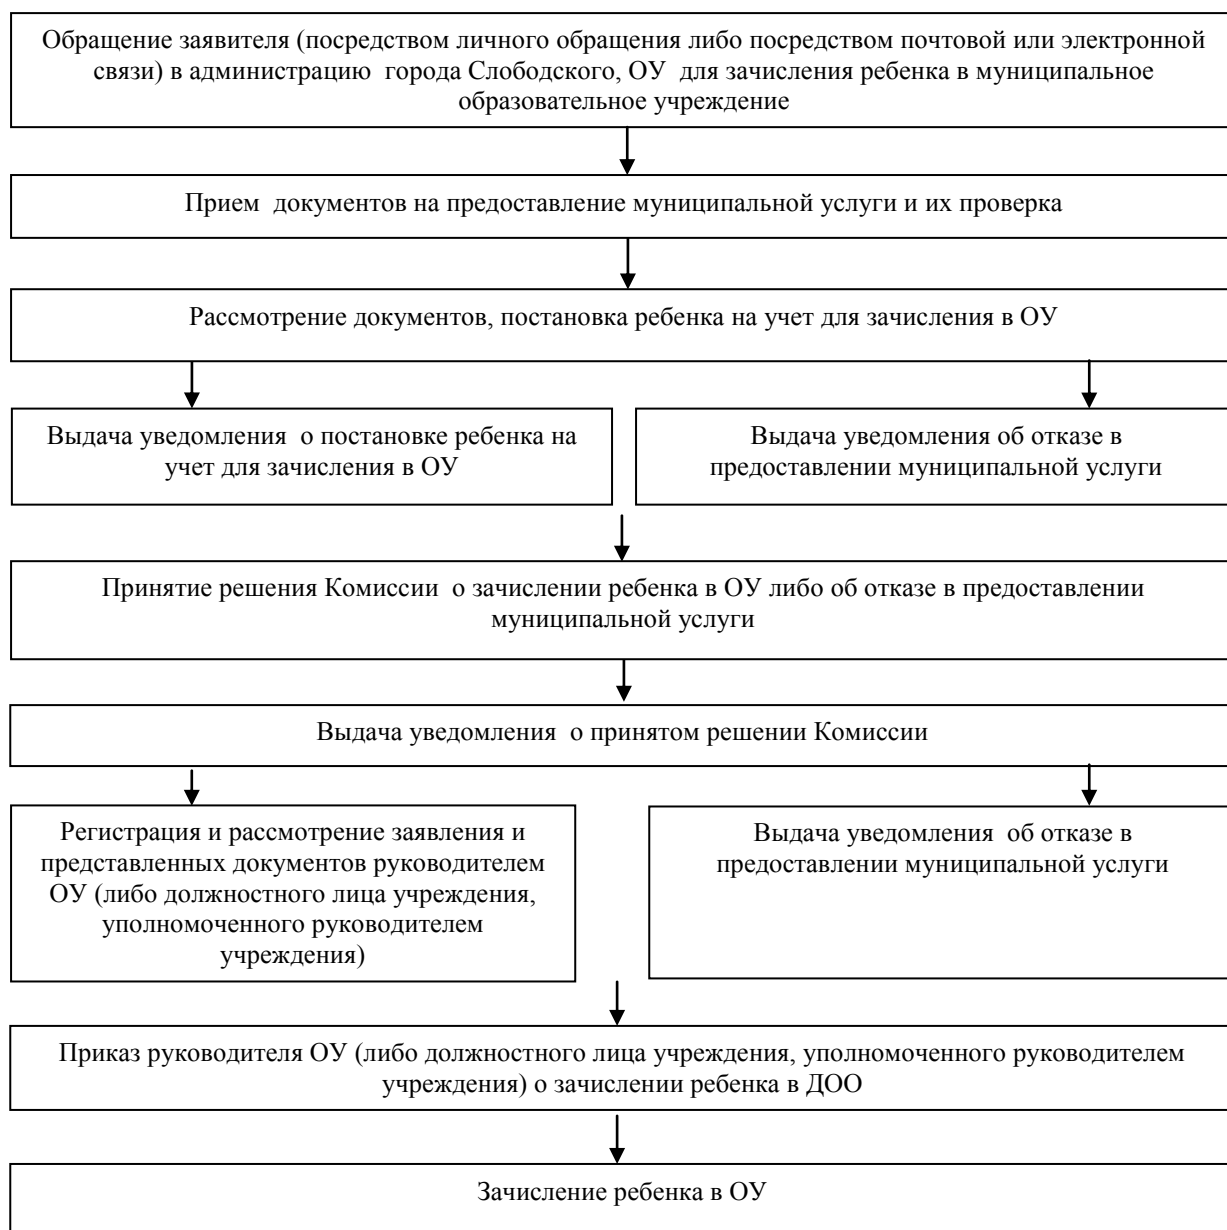 Обращение заявителя (посредством личного обращения либо посредством почтовой или электронной
связи) в администрацию города Слободского, ОУ для зачисления ребенка в муниципальное
образовательное учреждение
Прием документов на предоставление муниципальной услуги и их проверка
Рассмотрение документов, постановка ребенка на учет для зачисления в ОУ
Выдача уведомления о постановке ребенка на
учет для зачисления в ОУ
Выдача уведомления об отказе в
предоставлении муниципальной услуги
Принятие решения Комиссии о зачислении ребенка в ОУ либо об отказе в предоставлении
муниципальной услуги
Выдача уведомления о принятом решении Комиссии
Регистрация и рассмотрение заявления и
представленных документов руководителем
ОУ (либо должностного лица учреждения,
уполномоченного руководителем
учреждения)
Выдача уведомления об отказе в
предоставлении муниципальной услуги
Приказ руководителя ОУ (либо должностного лица учреждения, уполномоченного руководителем
учреждения) о зачислении ребенка в ДОО
Зачисление ребенка в ОУ